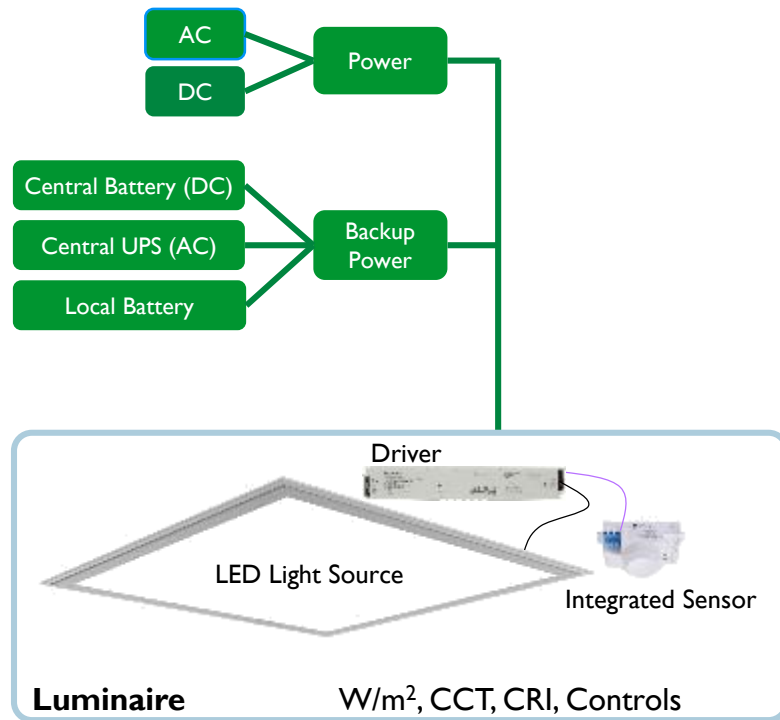 AC
Power
DC
Central Battery (DC)
Central UPS (AC)
Backup
Power
Local Battery
Driver
LED Light Source
Integrated Sensor
Luminaire
W/m², CCT, CRI, Controls